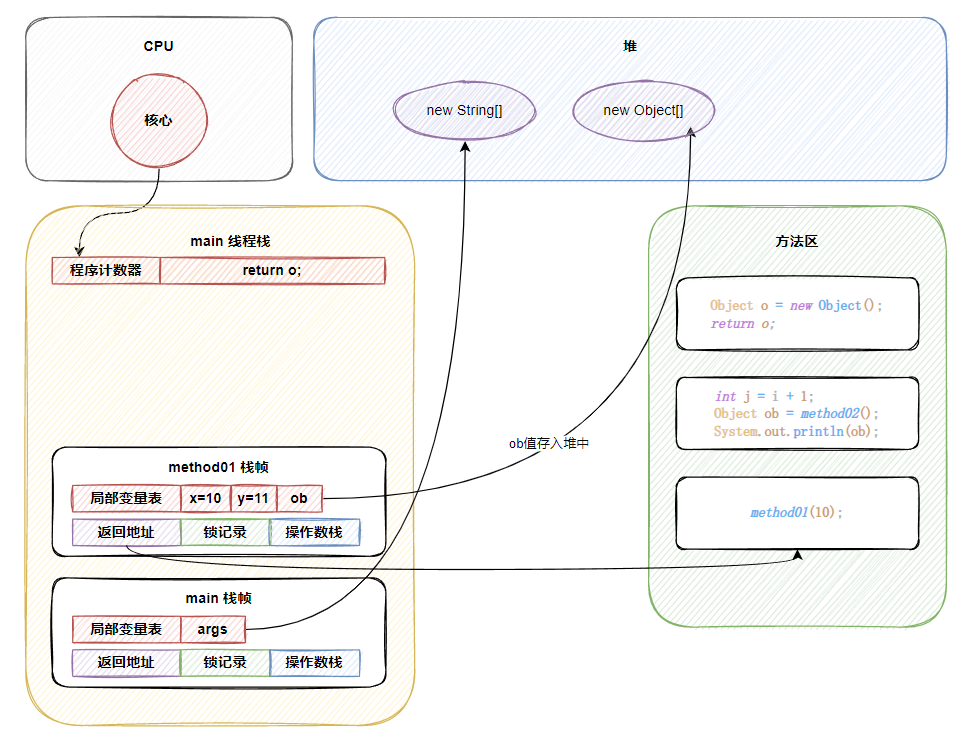 CPU
核心
堆
new String[]
new Object[]
main 线程栈
程序计数器
return o;
method01 栈帧
局部变量表
x=10
y=11
ob
返回地址
锁记录
操作数栈
main 栈帧
局部变量表
args
返回地址
锁记录
操作数栈
ob值存入堆中
方法区
Object o = new Object();
return o;
int j = i + 1;
Object ob = method02();
System.out.println(ob);
method01(10);